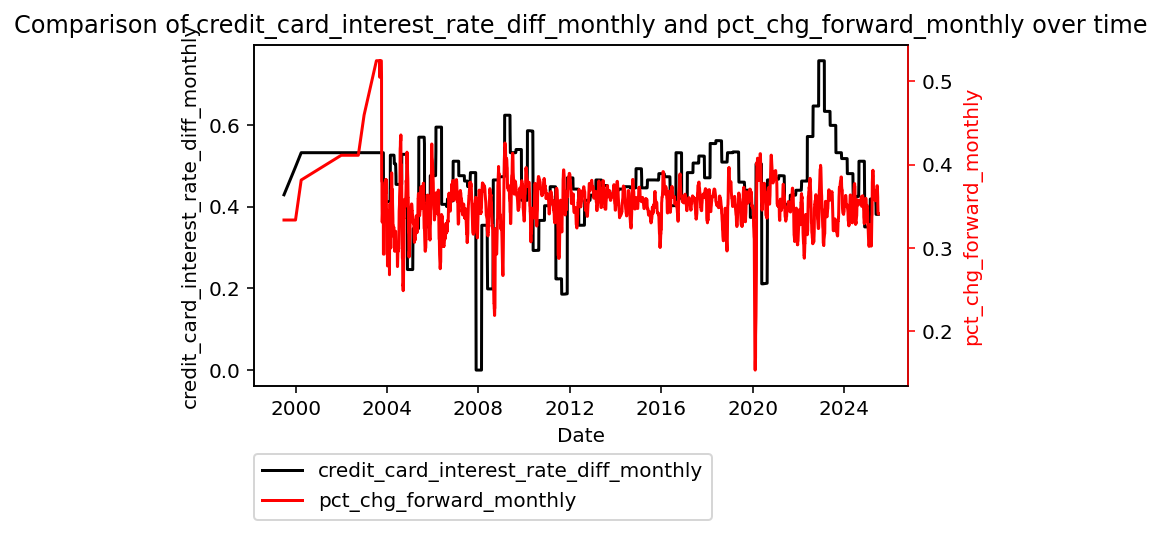 Comparison of credit_card_interest_rate_diff_monthly and pct_chg_forward_monthly over time
credit_card_interest_rate_diff_monthly
0.6
0.4
0.2
0.0
0.5
0.4
0.3
0.2
pct_chg_forward_monthly
2000 2004 2008 2012 2016 2020 2024
Date
credit_card_interest_rate_diff_monthly
pct_chg_forward_monthly